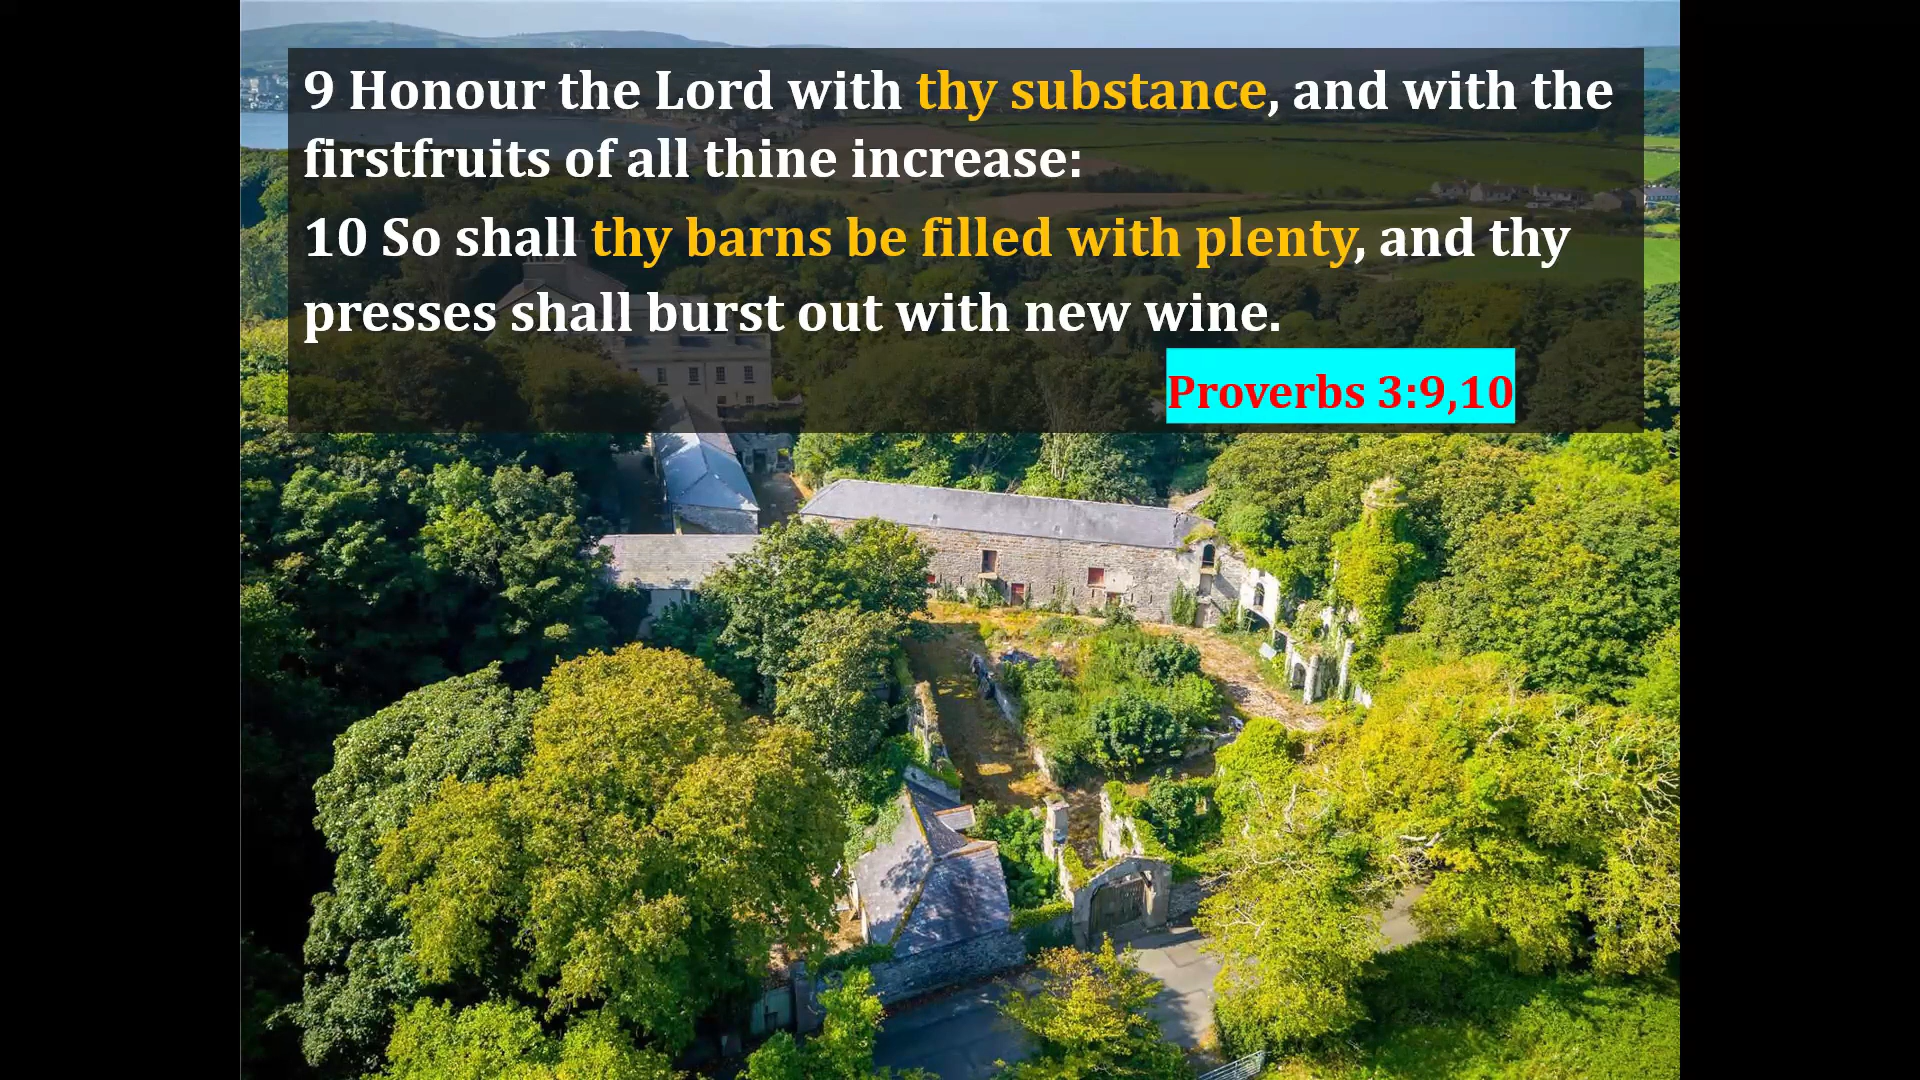 9 Honour the Lord with thy substance, and with the
firstfruits of all thine increase:
10 So shall thy barns be filled with plenty, and thy
presses shall burst out with new wine.
Proverbs 3:9,10